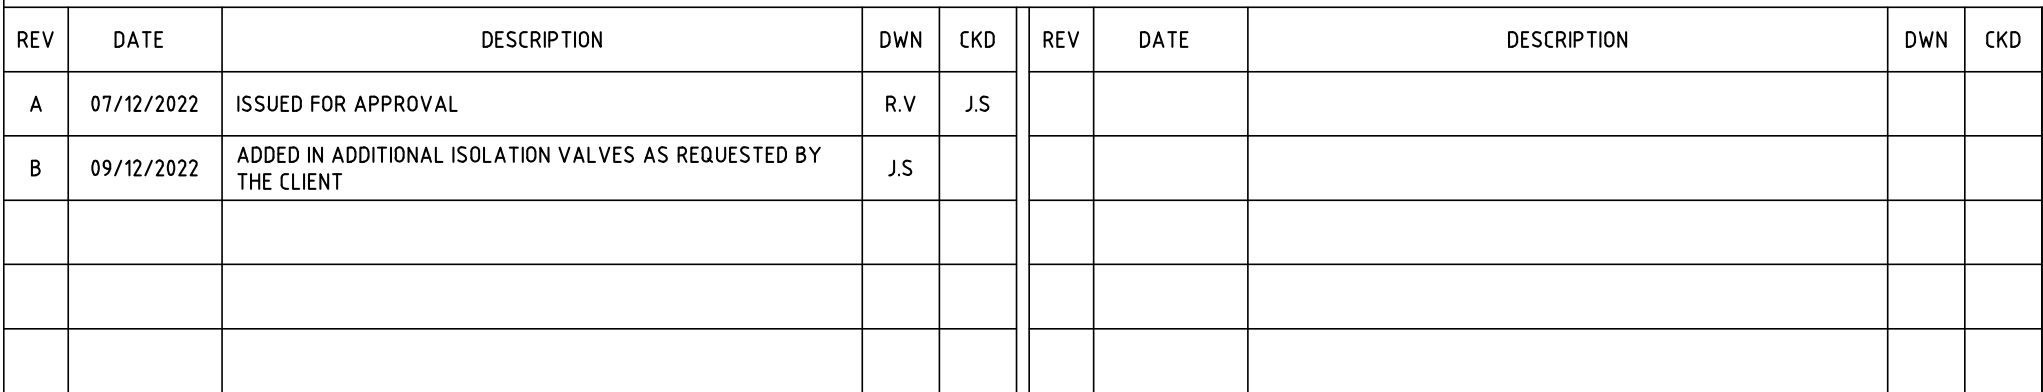 REV DATE DESCRIPTION DWN CKD REV DATE DESCRIPTION DWN CKD
A 07/12/2022 ISSUED FOR APPROVAL R.V J.S
B 09/12/2022 ADDED IN ADDITIONAL ISOLATION VALVES AS REQUESTED BY
THE CLIENT J.S